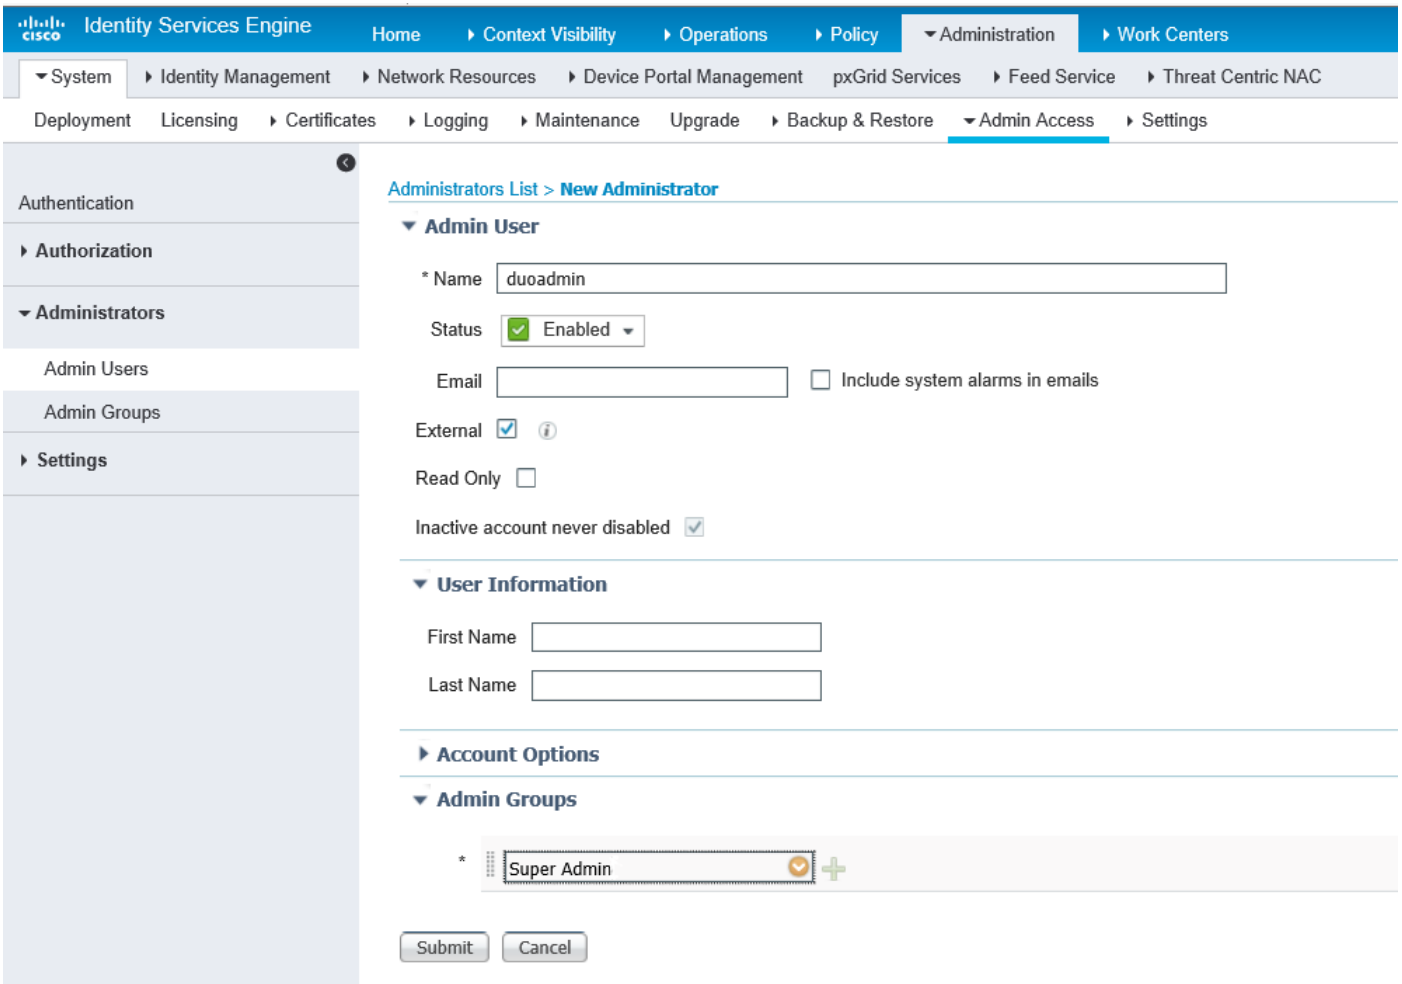 cisco Identity Services Engine Home Context Visibility Operations Policy Administration Work Centers
System Identity Management Network Resources Device Portal Management pxGrid Services Feed Service Threat Centric NAC
Deployment Licensing Certificates Logging Maintenance Upgrade Backup & Restore Admin Access Settings
Authentication
Authorization
Administrators
Admin Users
Admin Groups
Settings
Administrators List > New Administrator
Admin User
* Name duoadmin
Status Enabled
Email Include system alarms in emails
External
Read Only
Inactive account never disabled
User Information
First Name
Last Name
Account Options
Admin Groups
* Super Admin
Submit Cancel